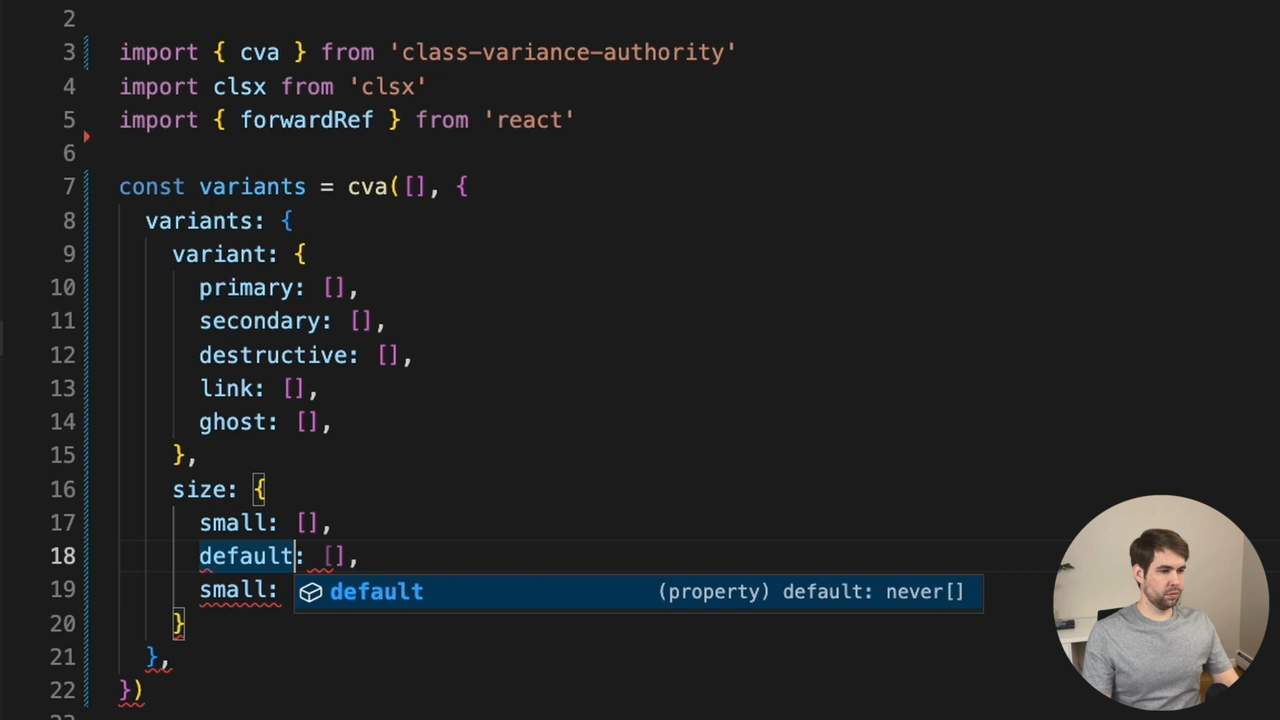 2
3 import { cva } from 'class-variance-authority'
4 import clsx from 'clsx'
5 import { forwardRef } from 'react'
6
7 const variants = cva([], {
8 variants: {
9 variant: {
10 primary: [],
11 secondary: [],
12 destructive: [],
13 link: [],
14 ghost: [],
15 },
16 size: {
17 small: [],
18 default: [],
19 small:
default (property) default: never[]
20 }
21 },
22 })